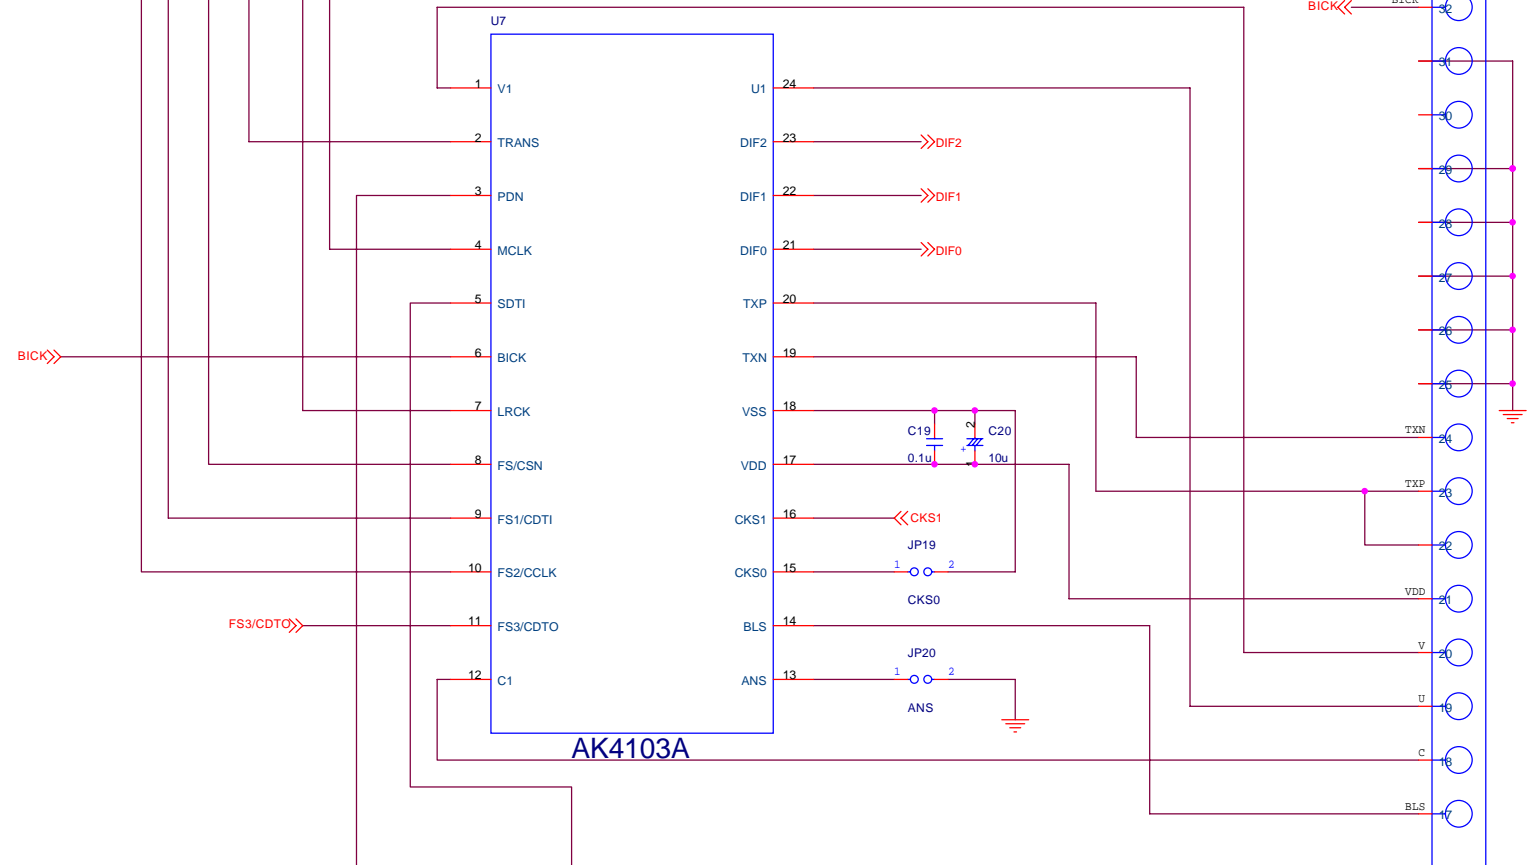 BICK
BICK
32
U7
31
1 V1
U1 24
30
2 TRANS
DIF2 23
DIF2
29
3 PDN
DIF1 22
DIF1
28
4 MCLK
DIF0 21
DIF0
27
5 SDTI
TXP 20
26
BICK
6 BICK
TXN 19
25
7 LRCK
VSS 18
C19
0.1u
2
+
1
C20
10u
TXN
24
8 FS/CSN
VDD 17
TXP
23
9 FS1/CDTI
CKS1 16
CKS1
22
10 FS2/CCLK
CKS0 15
JP19
1 2
CKS0
VDD
21
FS3/CDTO
11 FS3/CDTO
BLS 14
V
20
12 C1
ANS 13
JP20
1 2
ANS
U
19
AK4103A
C
18
BLS
17